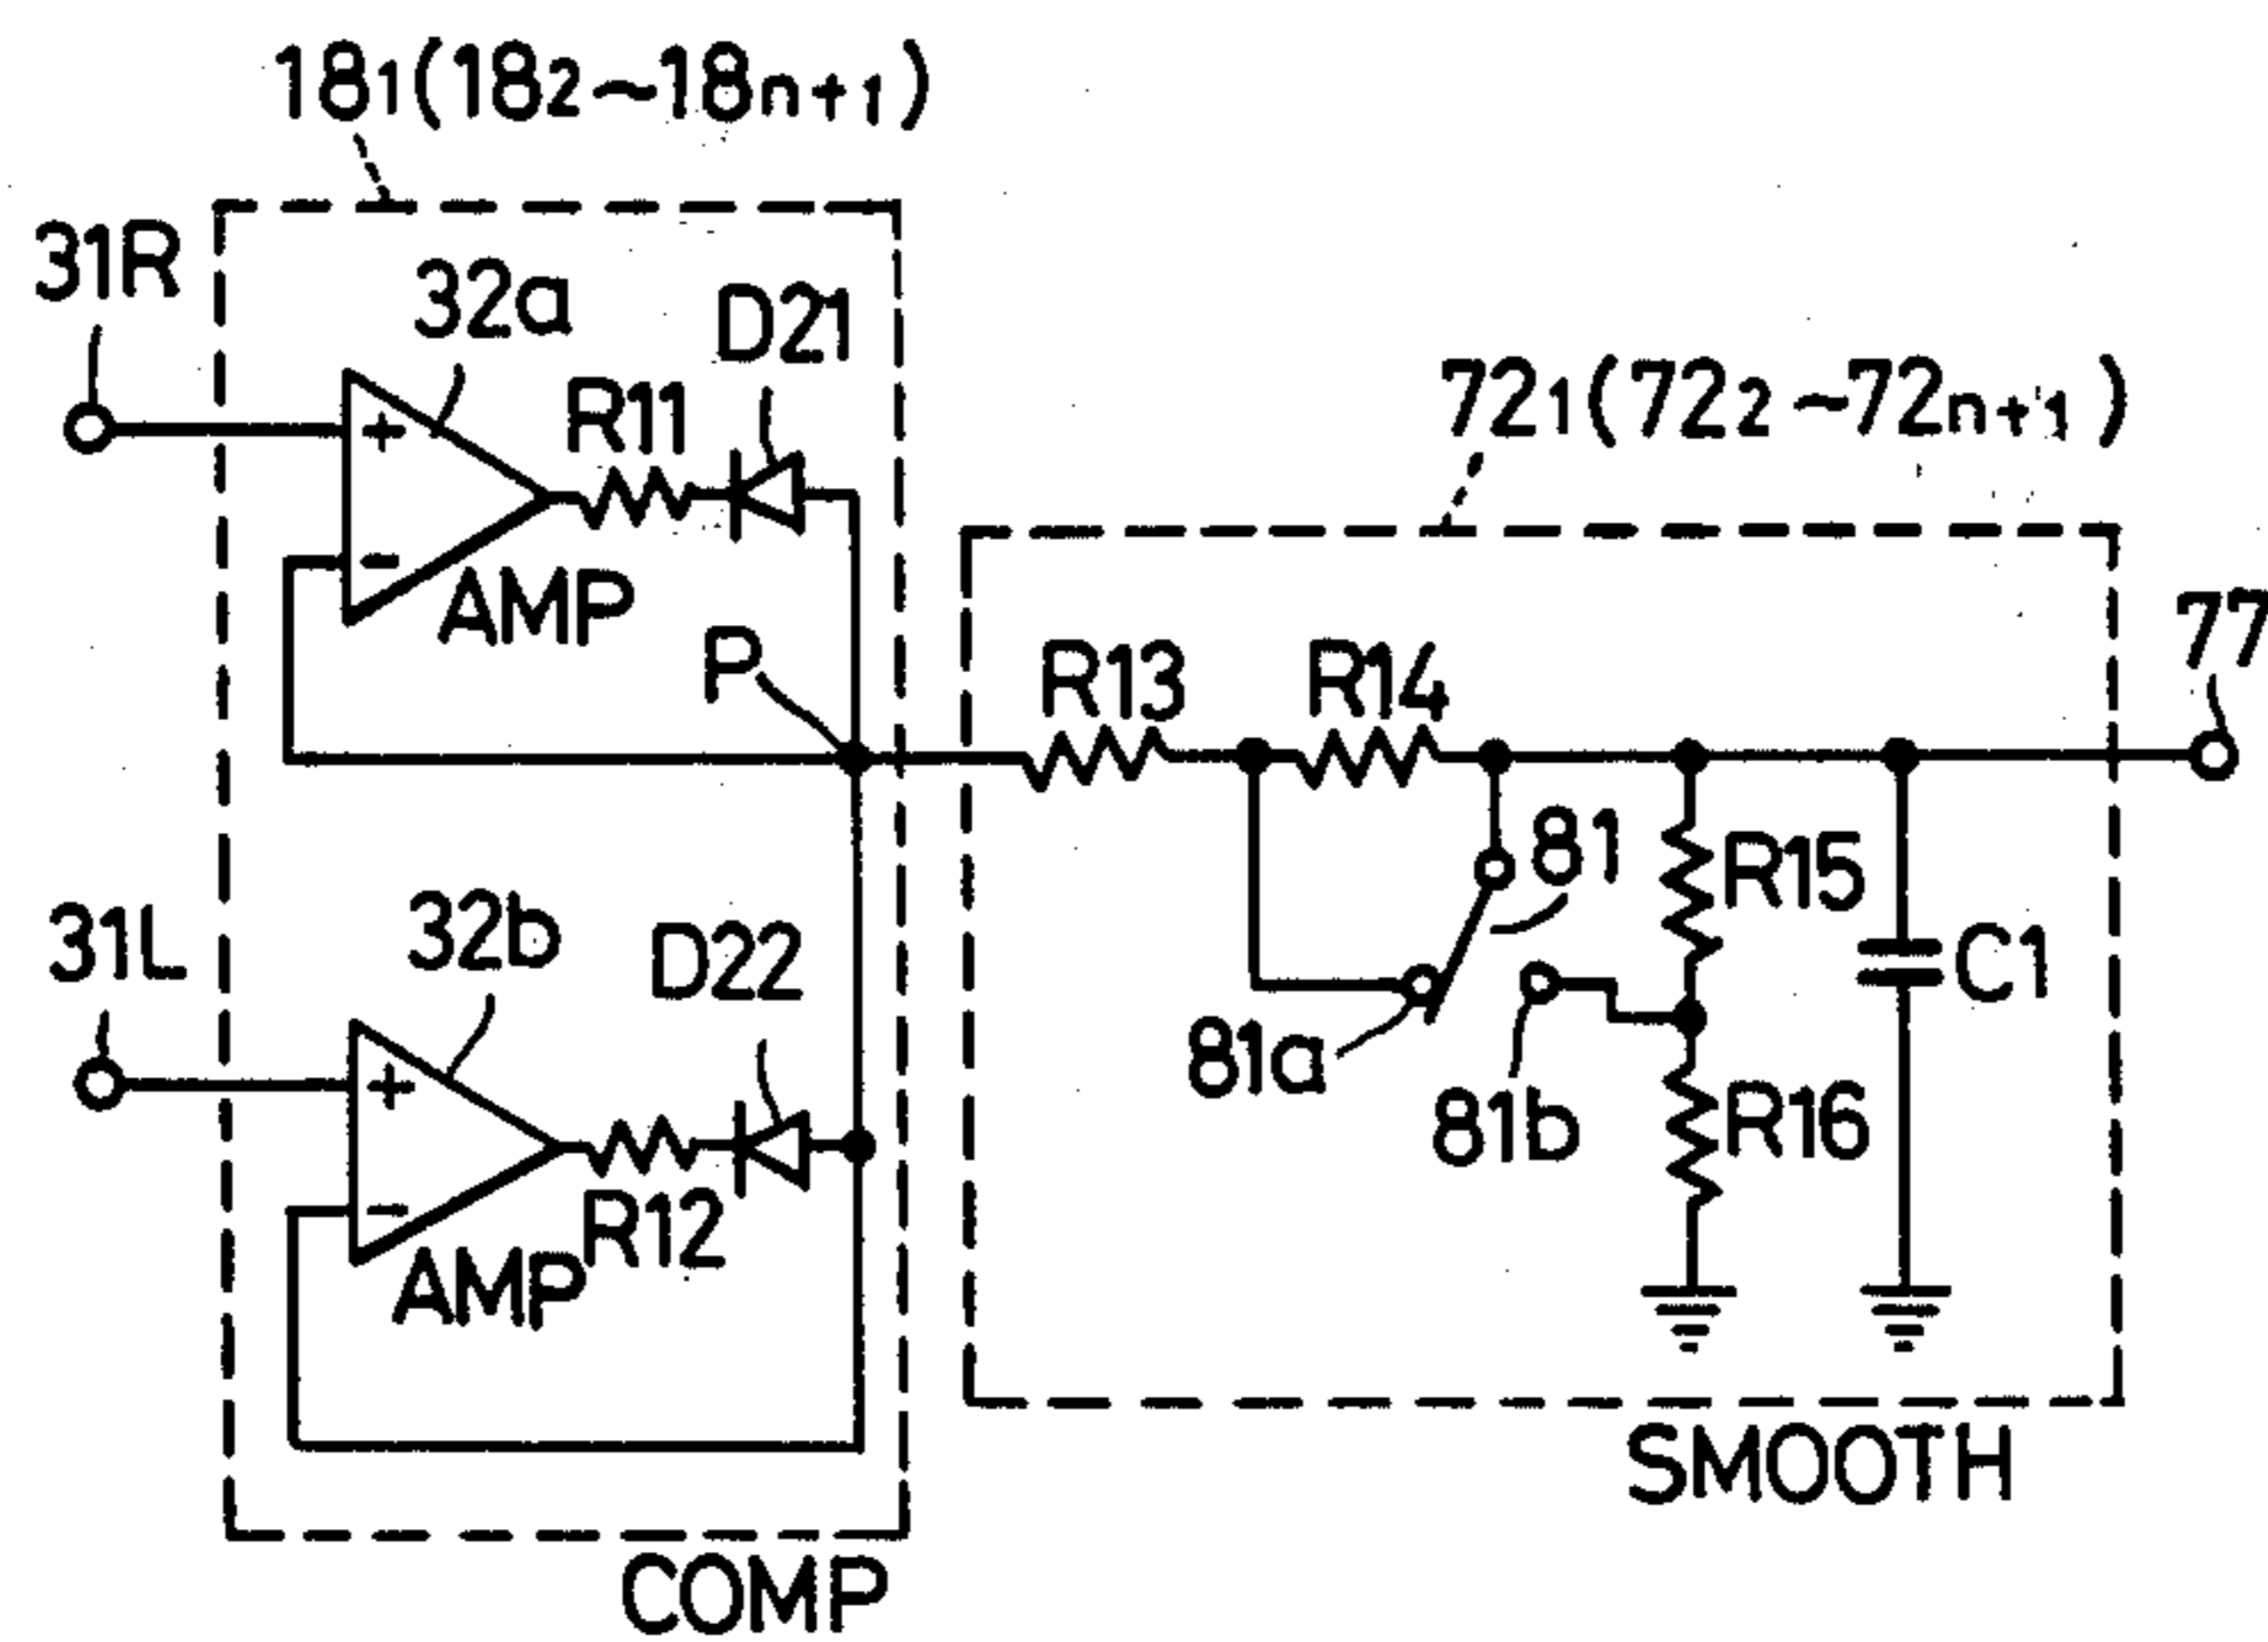 18₁(18₂~18ₙ₊₁)
31R
32a
D21
R11
+
−
AMP
P
72₁(72₂~72ₙ₊₁)
77
R13
R14
81
R15
C1
31L
32b
D22
81a
81b
R16
+
−
R12
AMP
SMOOTH
COMP